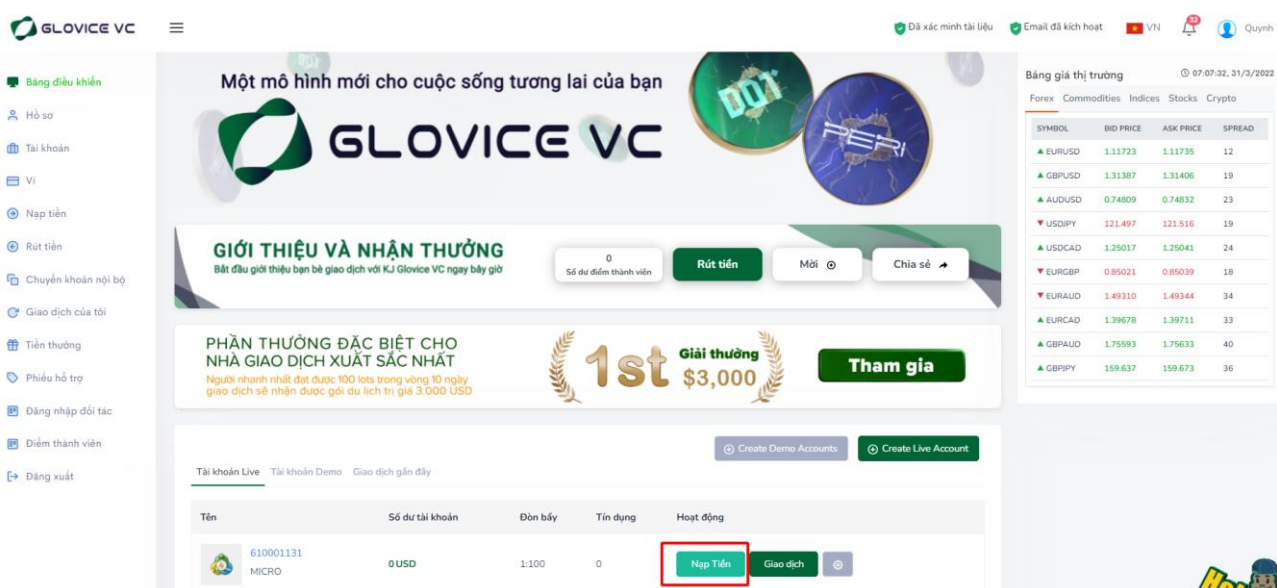 GLOVICE VC
Đã xác minh tài liệu
Email đã kích hoạt
VN
32
Quynh
Bảng điều khiển
Hồ sơ
Tài khoản
Ví
Nạp tiền
Rút tiền
Chuyển khoản nội bộ
Giao dịch của tôi
Tiền thưởng
Phiếu hỗ trợ
Đăng nhập đối tác
Điểm thành viên
Đăng xuất
Một mô hình mới cho cuộc sống tương lai của bạn
GLOVICE VC
DOT
PERI
GIỚI THIỆU VÀ NHẬN THƯỞNG
Bắt đầu giới thiệu bạn bè giao dịch với KJ Glovice VC ngay bây giờ
0
Số dư điểm thành viên
Rút tiền
Mời
Chia sẻ
PHẦN THƯỞNG ĐẶC BIỆT CHO
NHÀ GIAO DỊCH XUẤT SẮC NHẤT
Người nhanh nhất đạt được 100 lots trong vòng 10 ngày
giao dịch sẽ nhận được gói du lịch trị giá 3.000 USD
1st
Giải thưởng
$3,000
Tham gia
Create Demo Accounts
Create Live Account
Tài khoản Live Tài khoản Demo Giao dịch gần đây
Tên Số dư tài khoản Đòn bẩy Tín dụng Hoạt động
610001131
MICRO
0 USD 1:100 0 Nạp Tiền Giao dịch
Bảng giá thị trường 07:07:32, 31/3/2022
Forex Commodities Indices Stocks Crypto
SYMBOL BID PRICE ASK PRICE SPREAD
EURUSD 1.11723 1.11735 12
GBPUSD 1.31387 1.31406 19
AUDUSD 0.74809 0.74832 23
USDJPY 121.497 121.516 19
USDCAD 1.25017 1.25041 24
EURGBP 0.85021 0.85039 18
EURAUD 1.49310 1.49344 34
EURCAD 1.39678 1.39711 33
GBPAUD 1.75593 1.75633 40
GBPJPY 159.637 159.673 36